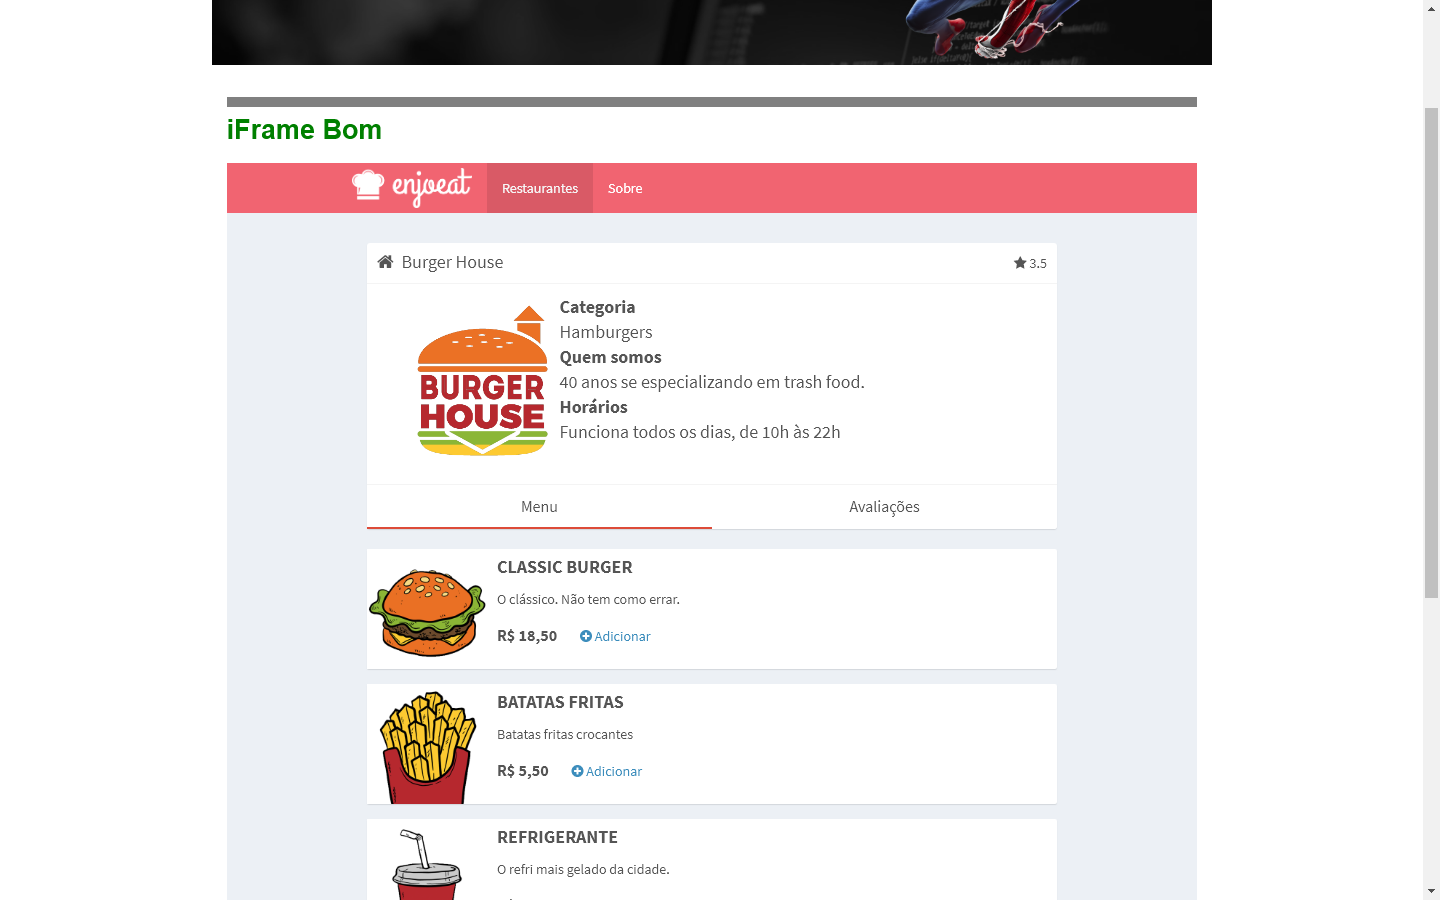 iFrame Bom
enjoeat
Restaurantes
Sobre
Burger House
3.5
BURGER
HOUSE
Categoria
Hamburgers
Quem somos
40 anos se especializando em trash food.
Horários
Funciona todos os dias, de 10h às 22h
Menu
Avaliações
CLASSIC BURGER
O clássico. Não tem como errar.
R$ 18,50
Adicionar
BATATAS FRITAS
Batatas fritas crocantes
R$ 5,50
Adicionar
REFRIGERANTE
O refri mais gelado da cidade.